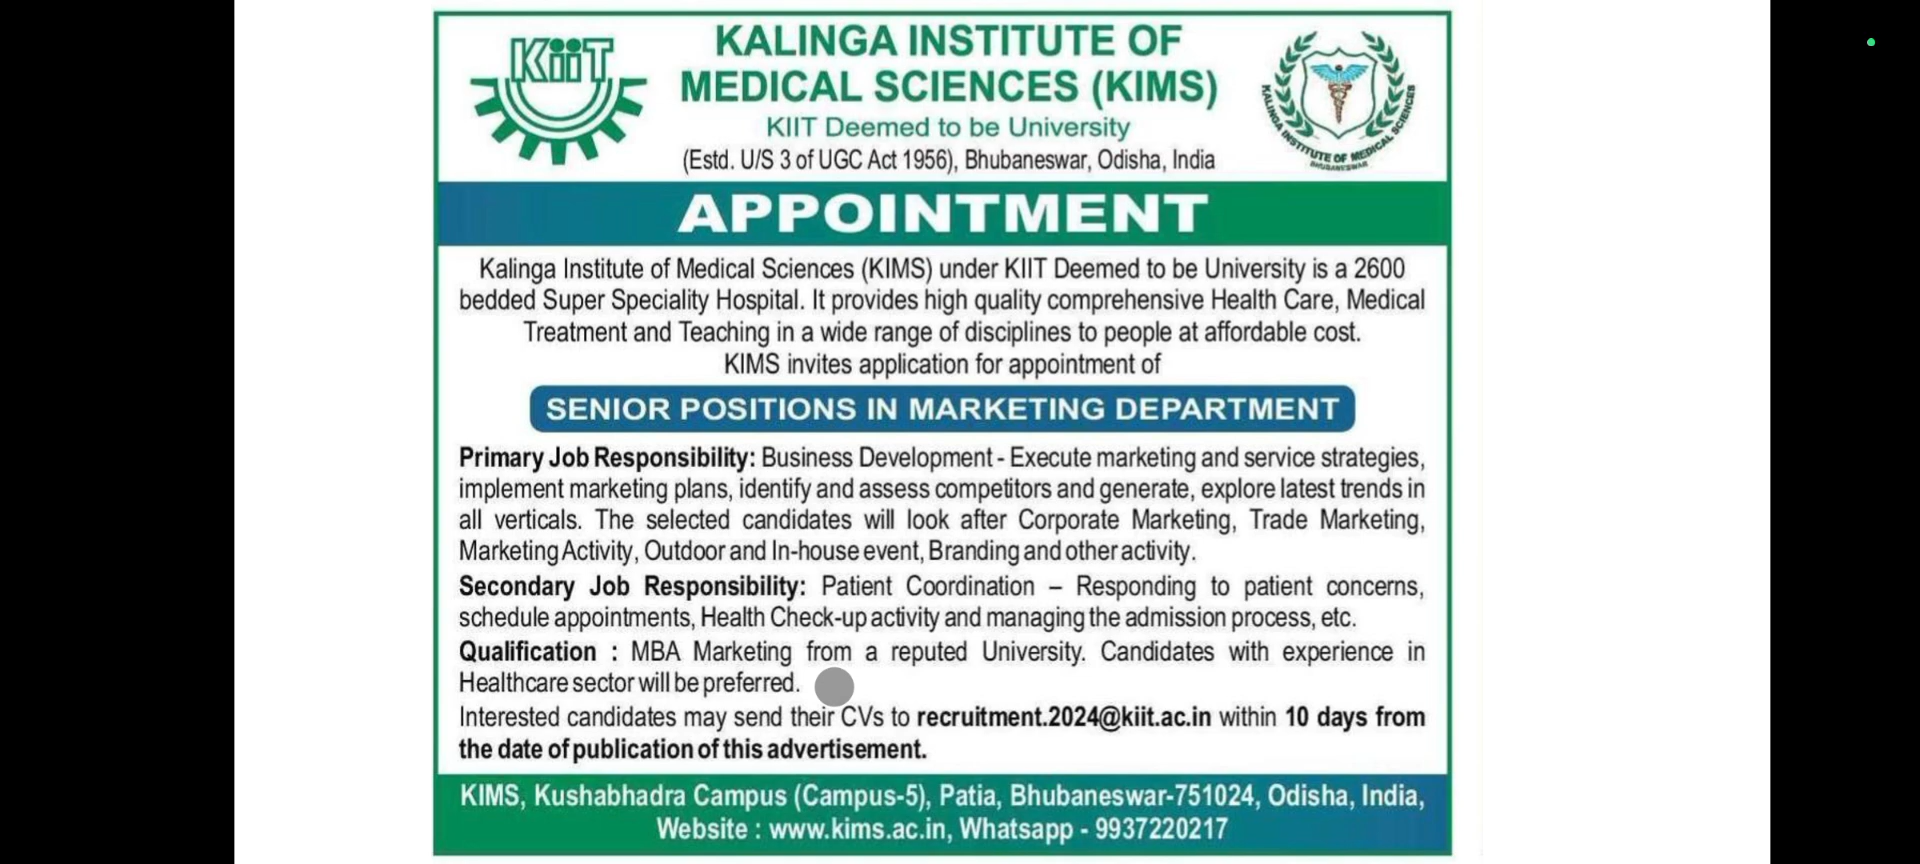 KiiT
KALINGA INSTITUTE OF
MEDICAL SCIENCES (KIMS)
KIIT Deemed to be University
(Estd. U/S 3 of UGC Act 1956), Bhubaneswar, Odisha, India
KALINGA INSTITUTE OF MEDICAL SCIENCES
BHUBANESWAR
APPOINTMENT
Kalinga Institute of Medical Sciences (KIMS) under KIIT Deemed to be University is a 2600
bedded Super Speciality Hospital. It provides high quality comprehensive Health Care, Medical
Treatment and Teaching in a wide range of disciplines to people at affordable cost.
KIMS invites application for appointment of
SENIOR POSITIONS IN MARKETING DEPARTMENT
Primary Job Responsibility: Business Development - Execute marketing and service strategies,
implement marketing plans, identify and assess competitors and generate, explore latest trends in
all verticals. The selected candidates will look after Corporate Marketing, Trade Marketing,
Marketing Activity, Outdoor and In-house event, Branding and other activity.
Secondary Job Responsibility: Patient Coordination – Responding to patient concerns,
schedule appointments, Health Check-up activity and managing the admission process, etc.
Qualification : MBA Marketing from a reputed University. Candidates with experience in
Healthcare sector will be preferred.
Interested candidates may send their CVs to recruitment.2024@kiit.ac.in within 10 days from
the date of publication of this advertisement.
KIMS, Kushabhadra Campus (Campus-5), Patia, Bhubaneswar-751024, Odisha, India,
Website : www.kims.ac.in, Whatsapp - 9937220217